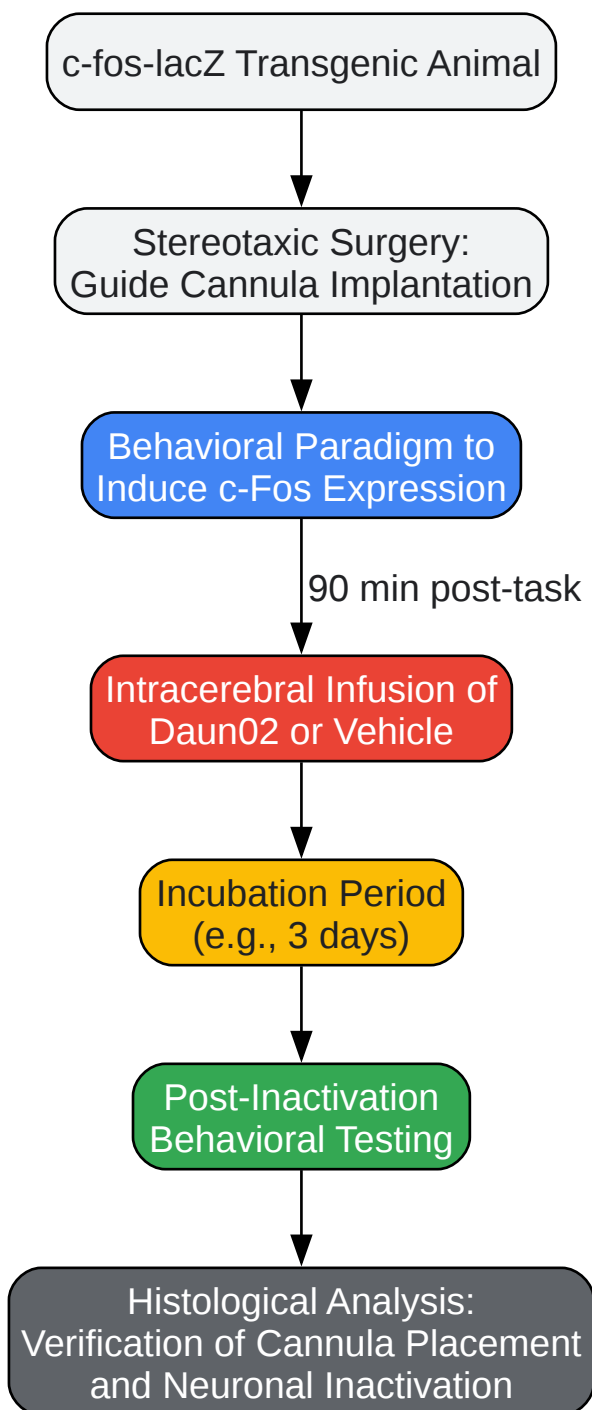 c-fos-lacZ Transgenic Animal
Stereotaxic Surgery:
Guide Cannula Implantation
Behavioral Paradigm to
Induce c-Fos Expression
90 min post-task
Intracerebral Infusion of
Daun02 or Vehicle
Incubation Period
(e.g., 3 days)
Post-Inactivation
Behavioral Testing
Histological Analysis:
Verification of Cannula Placement
and Neuronal Inactivation